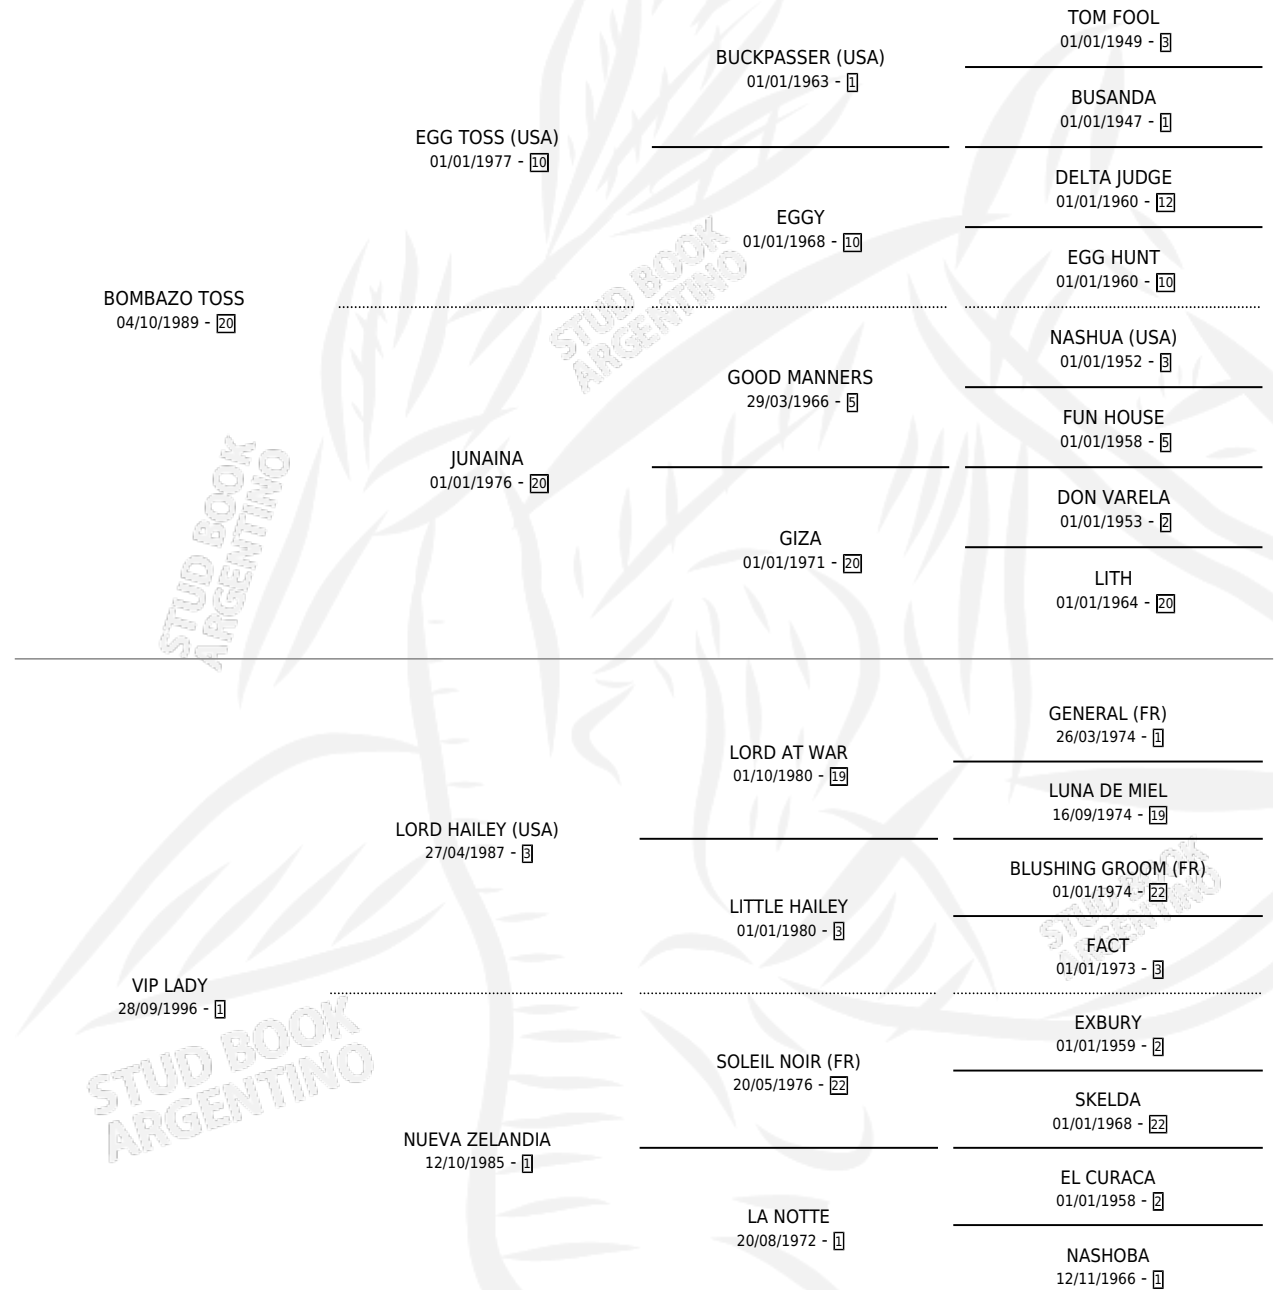 TOM FOOL
01/01/1949 - 3
BUCKPASSER (USA)
01/01/1963 - 1
BUSANDA
01/01/1947 - 1
EGG TOSS (USA)
01/01/1977 - 10
DELTA JUDGE
01/01/1960 - 12
EGGY
01/01/1968 - 10
EGG HUNT
01/01/1960 - 10
BOMBAZO TOSS
04/10/1989 - 20
NASHUA (USA)
01/01/1952 - 3
GOOD MANNERS
29/03/1966 - 5
FUN HOUSE
01/01/1958 - 5
JUNAINA
01/01/1976 - 20
DON VARELA
01/01/1953 - 2
GIZA
01/01/1971 - 20
LITH
01/01/1964 - 20
GENERAL (FR)
26/03/1974 - 1
LORD AT WAR
01/10/1980 - 19
LUNA DE MIEL
16/09/1974 - 19
LORD HAILEY (USA)
27/04/1987 - 3
BLUSHING GROOM (FR)
01/01/1974 - 22
LITTLE HAILEY
01/01/1980 - 3
FACT
01/01/1973 - 3
VIP LADY
28/09/1996 - 1
EXBURY
01/01/1959 - 2
SOLEIL NOIR (FR)
20/05/1976 - 22
SKELDA
01/01/1968 - 22
NUEVA ZELANDIA
12/10/1985 - 1
EL CURACA
01/01/1958 - 2
LA NOTTE
20/08/1972 - 1
NASHOBA
12/11/1966 - 1
STUD BOOK
ARGENTINO
STUD BOOK
ARGENTINO
STUD BOOK
ARGENTINO
STUD BOOK
ARGENTINO